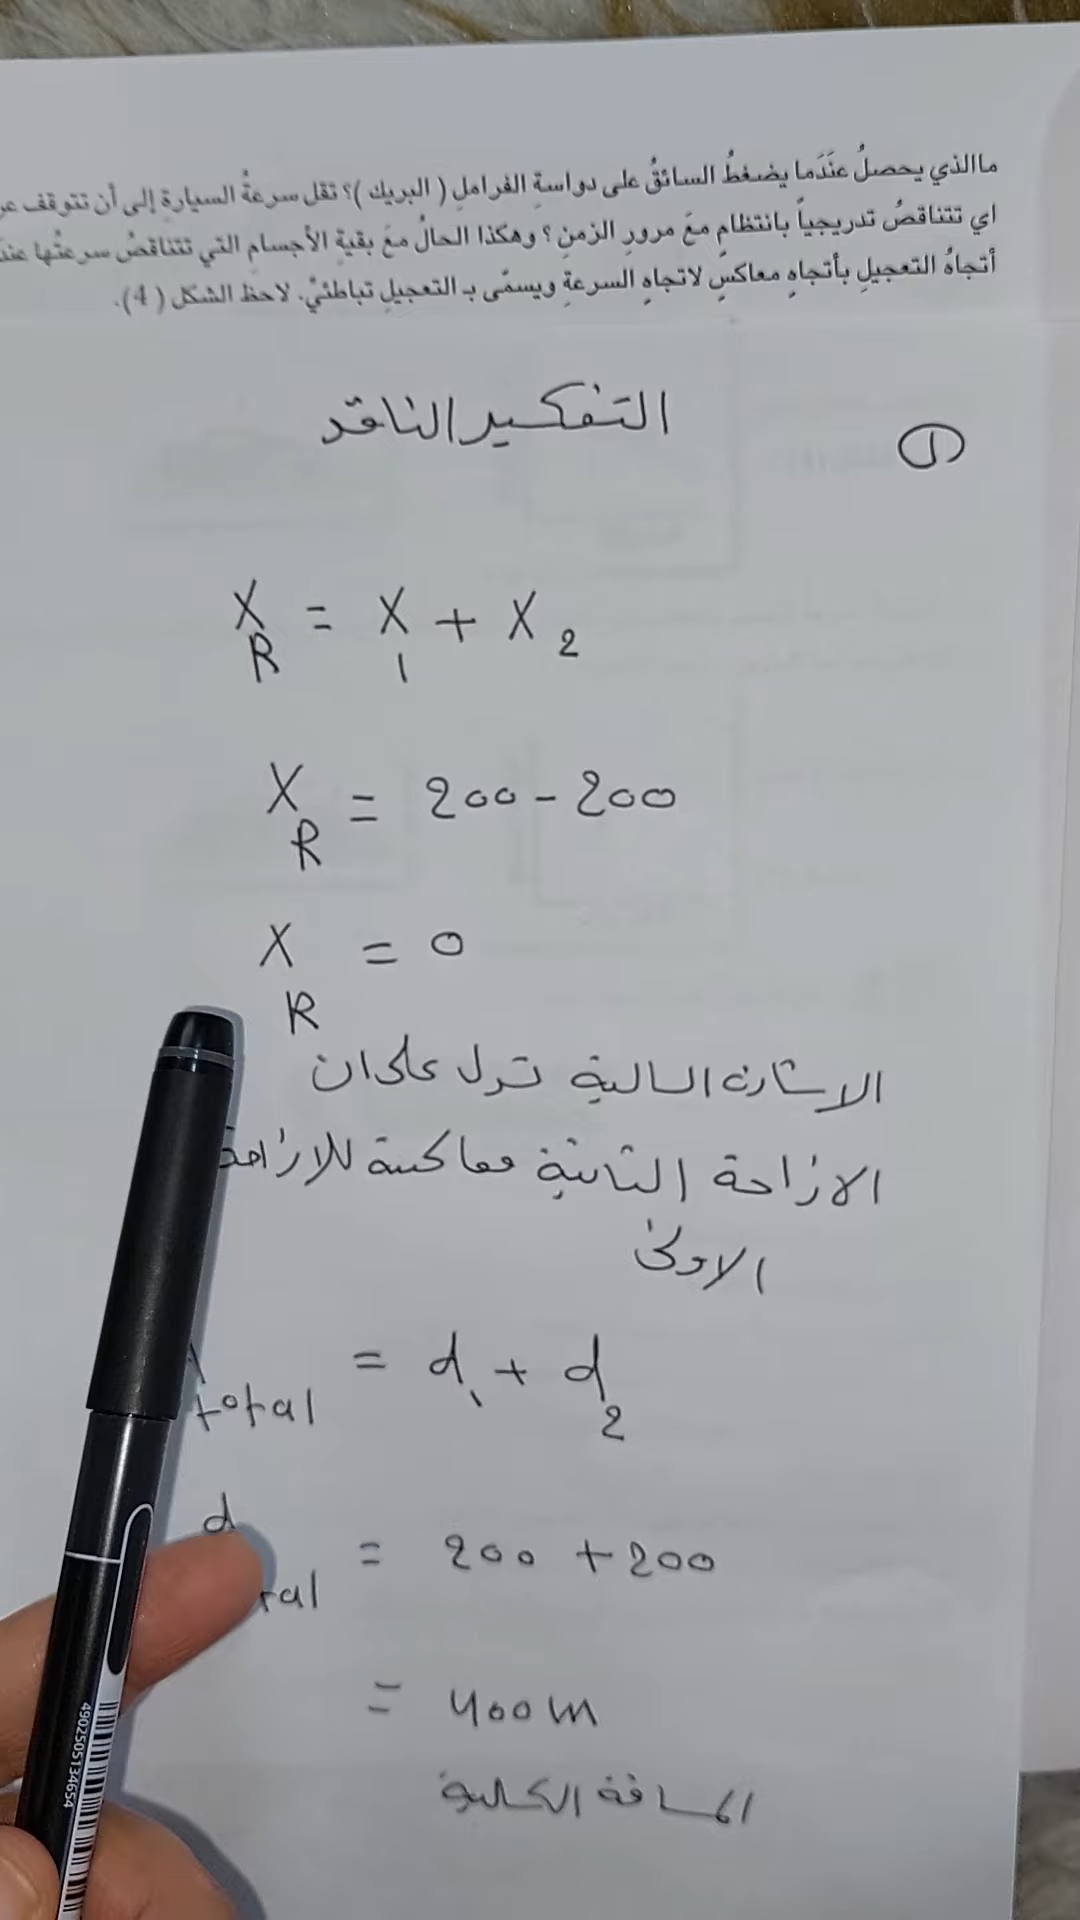 ماالذي يحصلُ عنَدَما يضغطُ السائقُ على دواسةِ الفراملِ ( البريك )؟ تقل سرعةُ السيارةِ إلى أن تتوقف
اي تتناقصُ تدريجياً بانتظامٍ معَ مرورِ الزمنِ ؟ وهكذا الحالُ معَ بقيةِ الأجسامِ التي تتناقصُ سرعتُها
أتجاهُ التعجيلِ بأتجاهٍ معاكسٍ لاتجاهِ السرعةِ ويسمّى بـ التعجيلِ تباطئيْ. لاحظ الشكل ( 4).
① التفكير الناقد
X_R = X_1 + X_2
X_R = 200 - 200
X_R = 0
الاشارة السالبة تدل على ان
الازاحة الثانية معاكسة للازاحة
الاولى
total = d_1 + d_2
d = 200 + 200
= 400m
المسافة الكلية
4902505134654